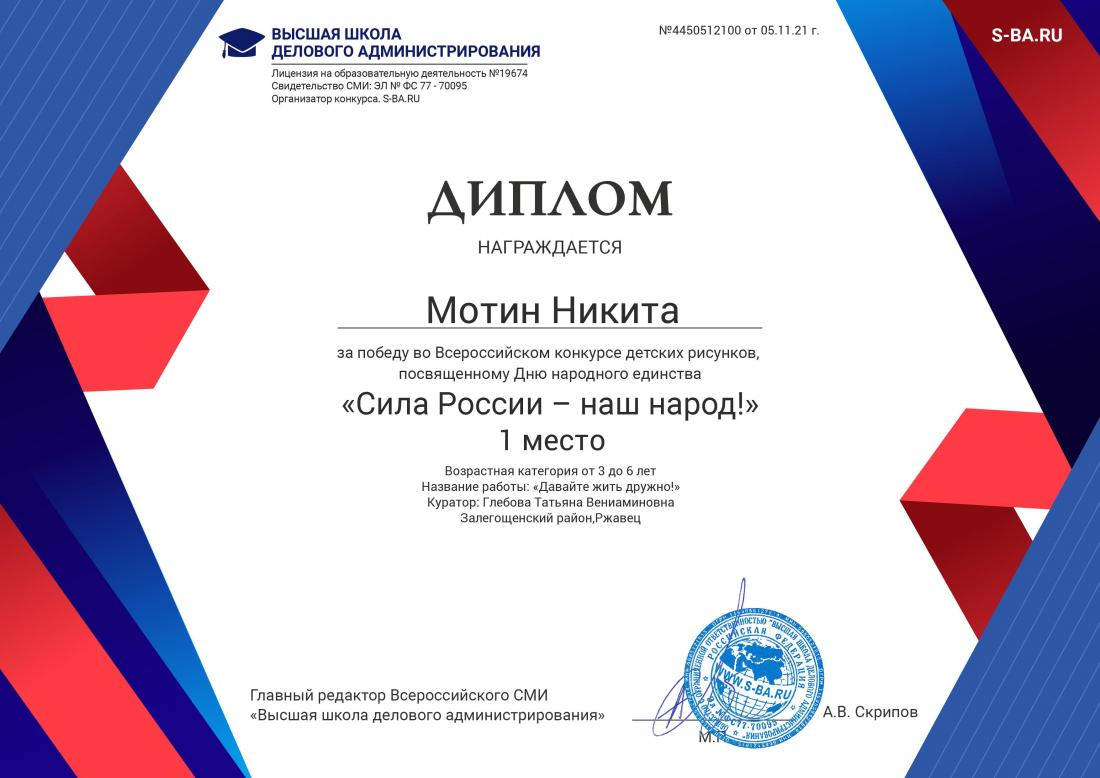 ВЫСШАЯ ШКОЛА
ДЕЛОВОГО АДМИНИСТРИРОВАНИЯ
Лицензия на образовательную деятельность №19674
Свидетельство СМИ: ЭЛ № ФС 77 - 70095
Организатор конкурса. S-BA.RU
№4450512100 от 05.11.21 г.
S-BA.RU
ДИПЛОМ
НАГРАЖДАЕТСЯ
Мотин Никита
за победу во Всероссийском конкурсе детских рисунков,
посвященному Дню народного единства
«Сила России – наш народ!»
1 место
Возрастная категория от 3 до 6 лет
Название работы: «Давайте жить дружно!»
Куратор: Глебова Татьяна Вениаминовна
Залегощенский район,Ржавец
Главный редактор Всероссийского СМИ
«Высшая школа делового администрирования»
РОССИЙСКАЯ ФЕДЕРАЦИЯ
WWW.S-BA.RU
А.В. Скрипов